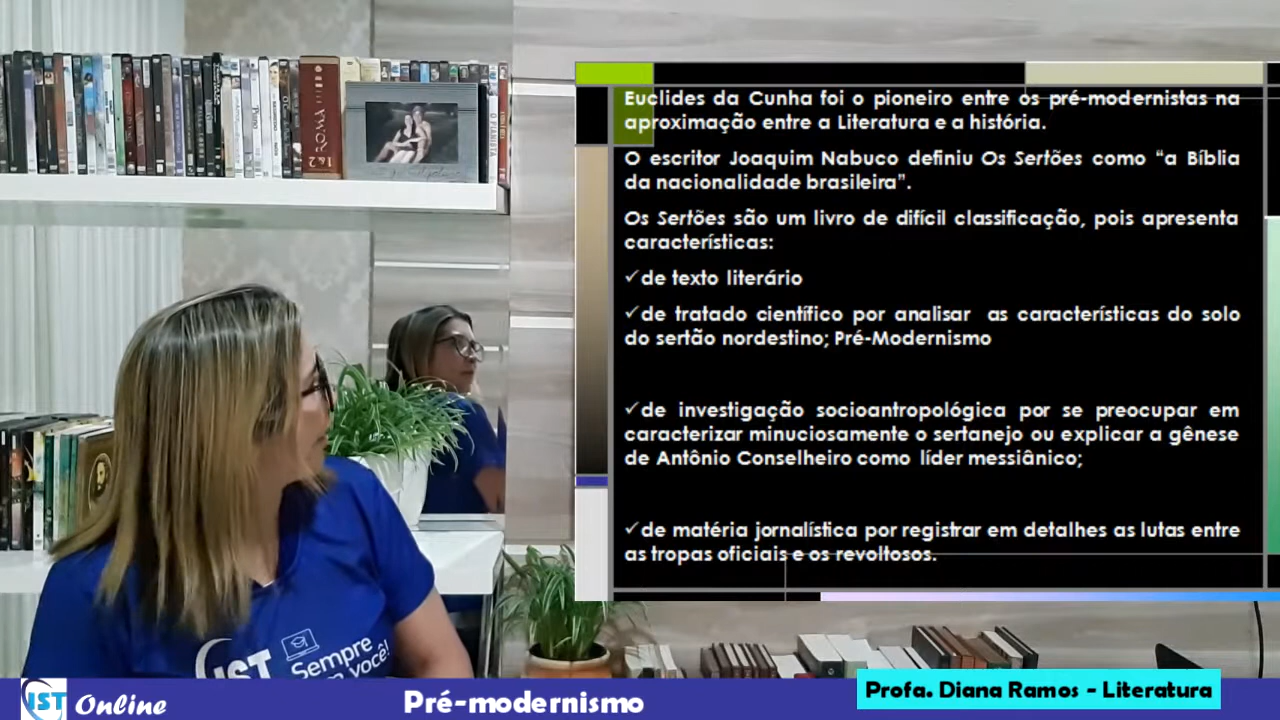 Euclides da Cunha foi o pioneiro entre os pré-modernistas na
aproximação entre a Literatura e a história.
O escritor Joaquim Nabuco definiu Os Sertões como “a Bíblia
da nacionalidade brasileira”.
Os Sertões são um livro de difícil classificação, pois apresenta
características:
✓de texto literário
✓de tratado científico por analisar as características do solo
do sertão nordestino; Pré-Modernismo
✓de investigação socioantropológica por se preocupar em
caracterizar minuciosamente o sertanejo ou explicar a gênese
de Antônio Conselheiro como líder messiânico;
✓de matéria jornalística por registrar em detalhes as lutas entre
as tropas oficiais e os revoltosos.
IST
Sempre
você!
IST Online
Pré-modernismo
Profa. Diana Ramos - Literatura